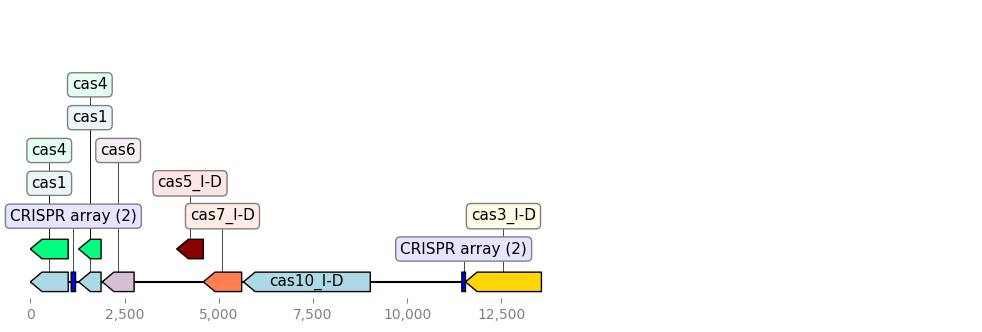 cas4
cas1
cas4
cas6
cas1
cas5_I-D
CRISPR array (2)
cas7_I-D
cas3_I-D
CRISPR array (2)
cas10_I-D
0
2,500
5,000
7,500
10,000
12,500